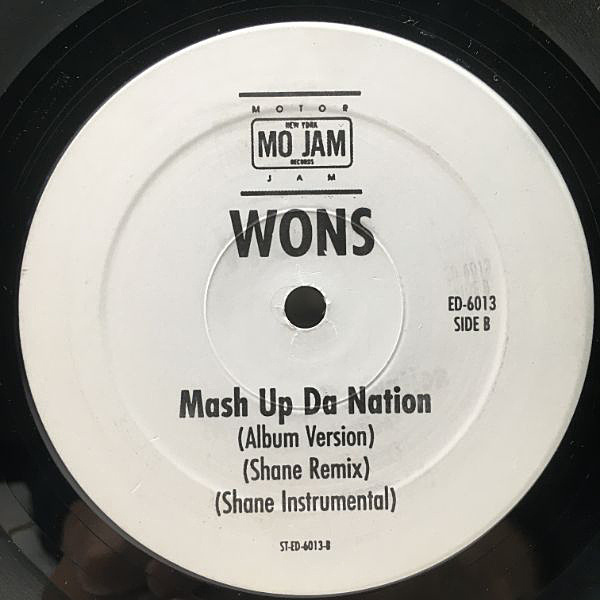 MOTOR
NEW YORK
MO JAM
RECORDS
JAM
WONS
ED-6013
SIDE B
Mash Up Da Nation
(Album Version)
(Shane Remix)
(Shane Instrumental)
ST-ED-6013-B